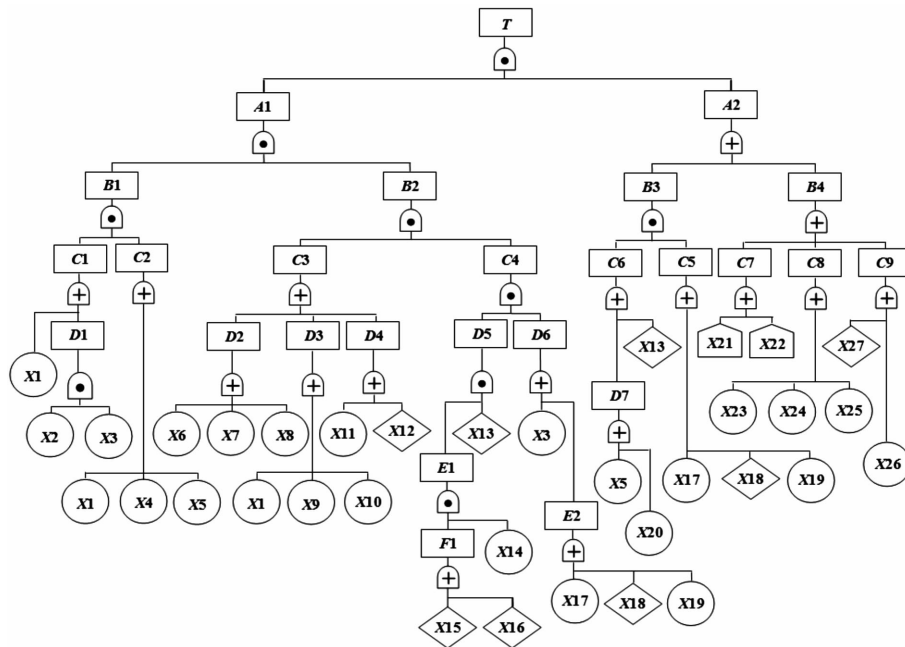 T
A1 A2
B1 B2 B3 B4
C1 C2 C3 C4 C6 C5 C7 C8 C9
D1 D2 D3 D4 D5 D6 X13 X21 X22 X27
X1 D7
X2 X3 X6 X7 X8 X11 X12 X13 X3 X23 X24 X25
E1 X5 X17 X18 X19 X26
X1 X4 X5 X1 X9 X10
F1 X14 E2 X20
X17 X18 X19
X15 X16